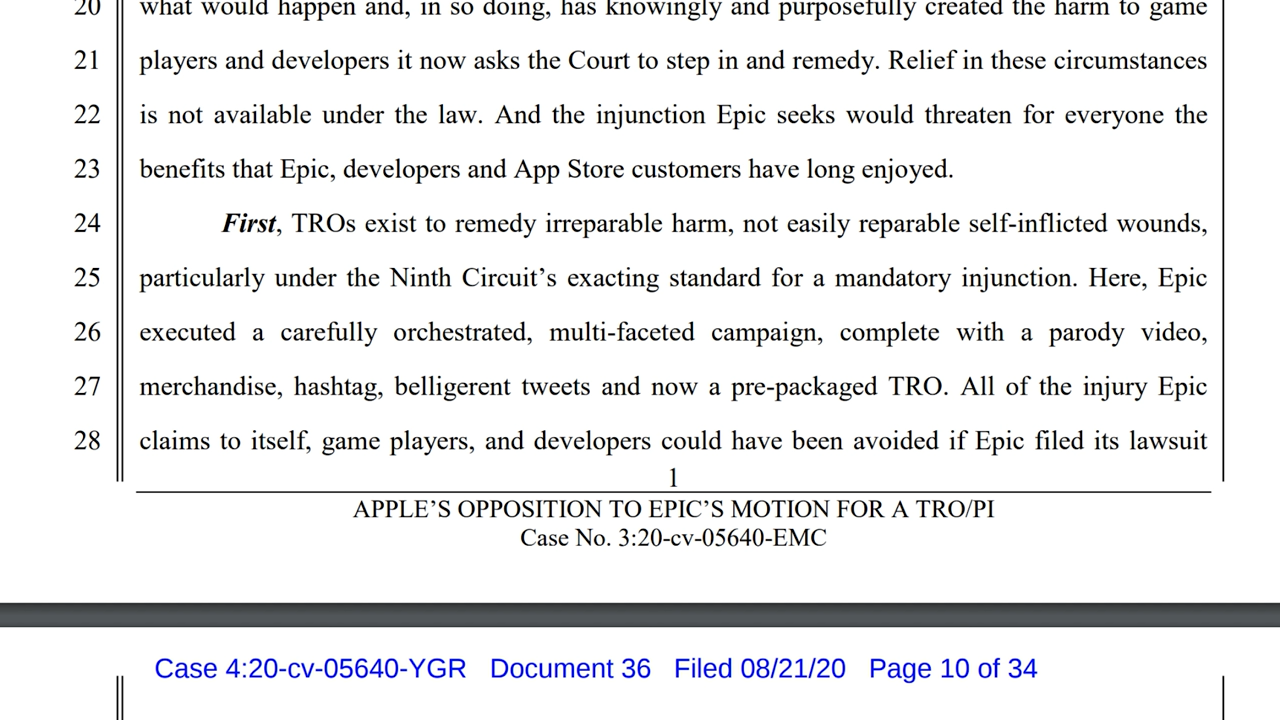 20 what would happen and, in so doing, has knowingly and purposefully created the harm to game
21 players and developers it now asks the Court to step in and remedy. Relief in these circumstances
22 is not available under the law. And the injunction Epic seeks would threaten for everyone the
23 benefits that Epic, developers and App Store customers have long enjoyed.
24 First, TROs exist to remedy irreparable harm, not easily reparable self-inflicted wounds,
25 particularly under the Ninth Circuit’s exacting standard for a mandatory injunction. Here, Epic
26 executed a carefully orchestrated, multi-faceted campaign, complete with a parody video,
27 merchandise, hashtag, belligerent tweets and now a pre-packaged TRO. All of the injury Epic
28 claims to itself, game players, and developers could have been avoided if Epic filed its lawsuit
1
APPLE’S OPPOSITION TO EPIC’S MOTION FOR A TRO/PI
Case No. 3:20-cv-05640-EMC
Case 4:20-cv-05640-YGR Document 36 Filed 08/21/20 Page 10 of 34